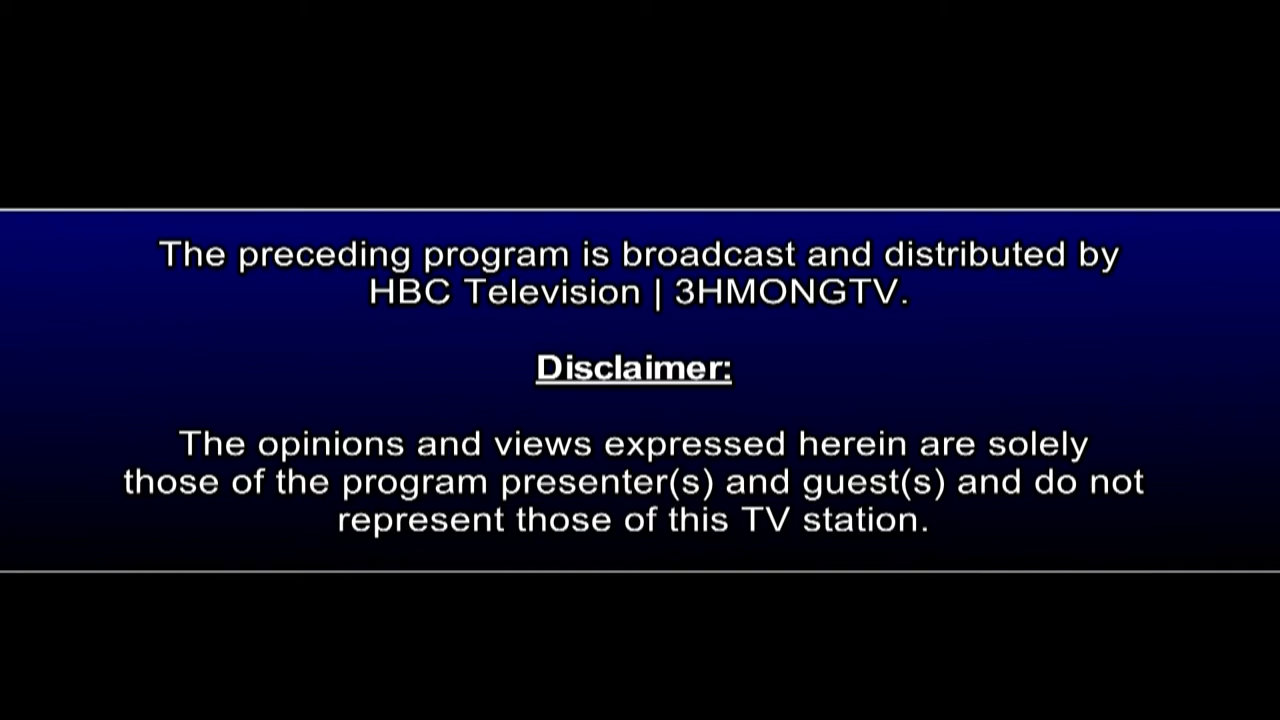 The preceding program is broadcast and distributed by
HBC Television | 3HMONGTV.
Disclaimer:
The opinions and views expressed herein are solely
those of the program presenter(s) and guest(s) and do not
represent those of this TV station.